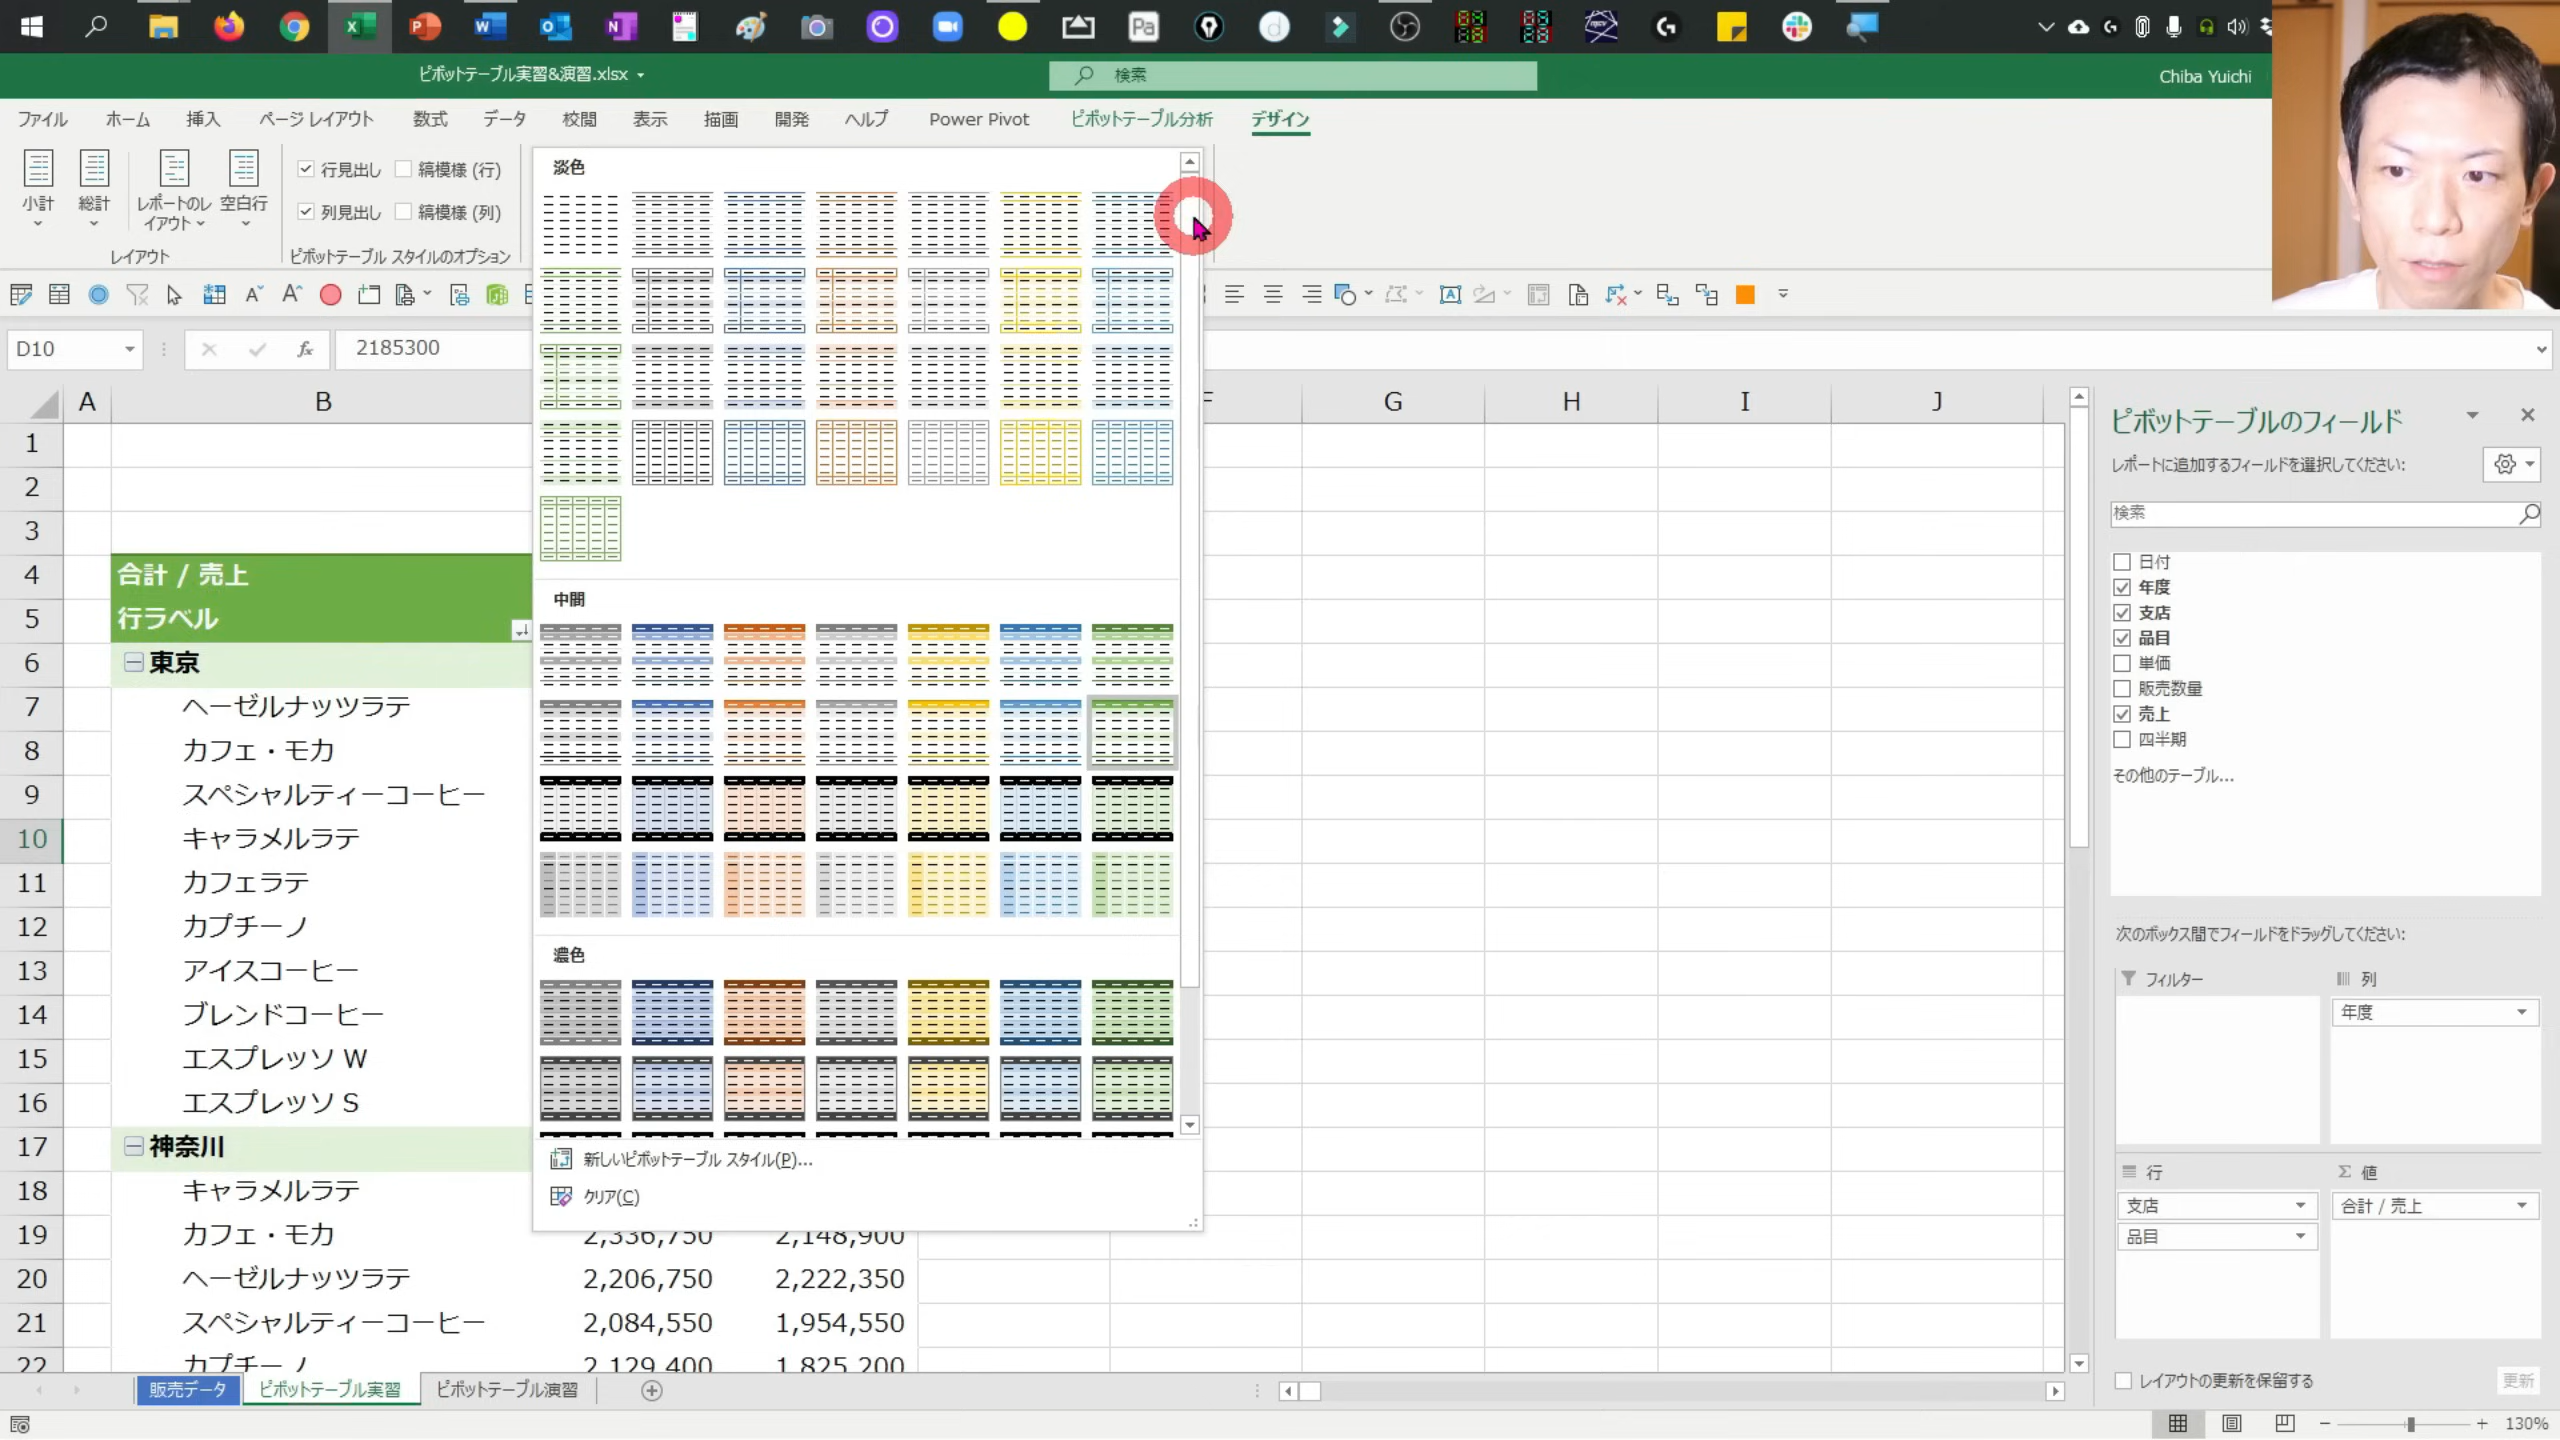 ピボットテーブル実習&演習.xlsx
検索
Chiba Yuichi
ファイル ホーム 挿入 ページ レイアウト 数式 データ 校閲 表示 描画 開発 ヘルプ Power Pivot ピボットテーブル分析 デザイン
小計 総計 レポートのレイアウト 空白行
レイアウト
行見出し 縞模様 (行)
列見出し 縞模様 (列)
ピボットテーブル スタイルのオプション
淡色
中間
濃色
新しいピボットテーブル スタイル(P)...
クリア(C)
D10 fx 2185300
A B F G H I J
1
2
3
4 合計 / 売上
5 行ラベル
6 東京
7 ヘーゼルナッツラテ
8 カフェ・モカ
9 スペシャルティーコーヒー
10 キャラメルラテ
11 カフェラテ
12 カプチーノ
13 アイスコーヒー
14 ブレンドコーヒー
15 エスプレッソ W
16 エスプレッソ S
17 神奈川
18 キャラメルラテ
19 カフェ・モカ 2,336,750 2,148,900
20 ヘーゼルナッツラテ 2,206,750 2,222,350
21 スペシャルティーコーヒー 2,084,550 1,954,550
22 カプチーノ 2,129,400 1,825,200
販売データ ピボットテーブル実習 ピボットテーブル演習
ピボットテーブルのフィールド
レポートに追加するフィールドを選択してください:
検索
日付
年度
支店
品目
単価
販売数量
売上
四半期
その他のテーブル...
次のボックス間でフィールドをドラッグしてください:
フィルター 列
年度
行 Σ 値
支店 合計 / 売上
品目
レイアウトの更新を保留する 更新
130%